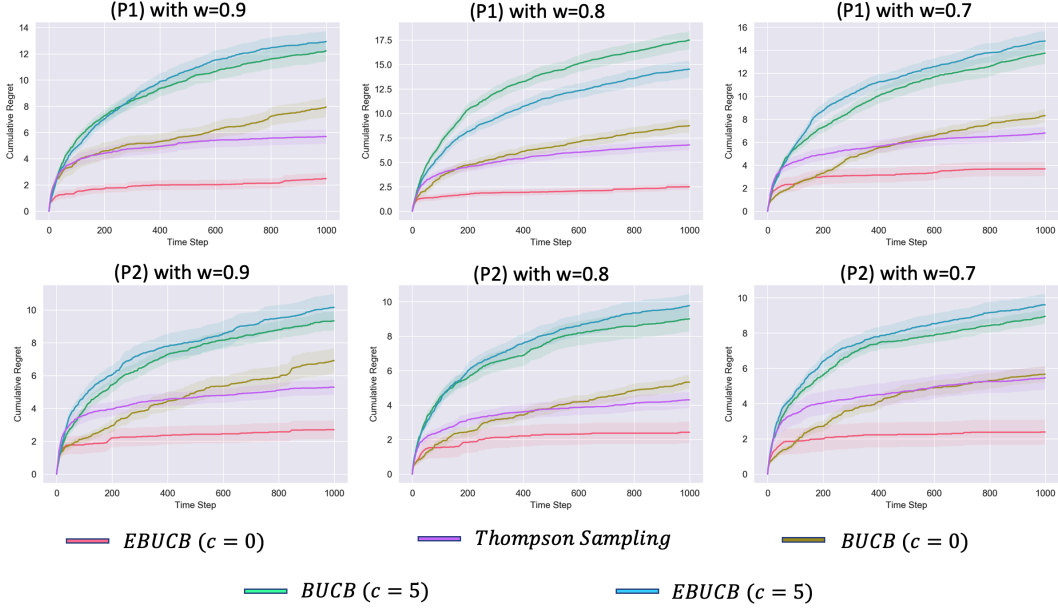 (P1) with w=0.9
(P1) with w=0.8
(P1) with w=0.7
14
12
10
8
6
4
2
0
Cumulative Regret
0 200 400 600 800 1000
Time Step
17.5
15.0
12.5
10.0
7.5
5.0
2.5
0.0
Cumulative Regret
0 200 400 600 800 1000
Time Step
16
14
12
10
8
6
4
2
0
Cumulative Regret
0 200 400 600 800 1000
Time Step
(P2) with w=0.9
(P2) with w=0.8
(P2) with w=0.7
10
8
6
4
2
0
Cumulative Regret
0 200 400 600 800 1000
Time Step
10
8
6
4
2
0
Cumulative Regret
0 200 400 600 800 1000
Time Step
10
8
6
4
2
0
Cumulative Regret
0 200 400 600 800 1000
Time Step
EBUCB (c = 0)
Thompson Sampling
BUCB (c = 0)
BUCB (c = 5)
EBUCB (c = 5)